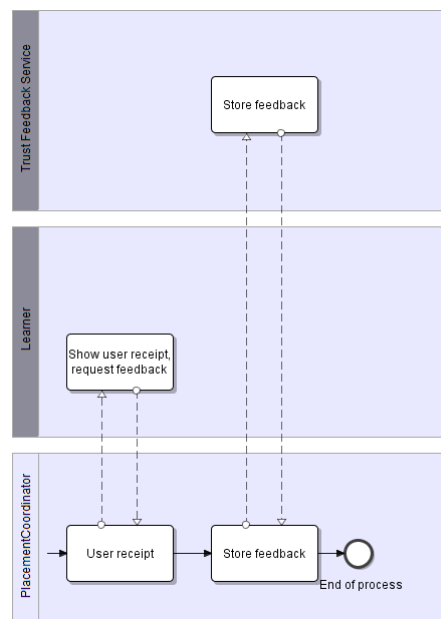 Trust Feedback Service
Store feedback
Learner
Show user receipt,
request feedback
PlacementCoordinator
User receipt
Store feedback
End of process